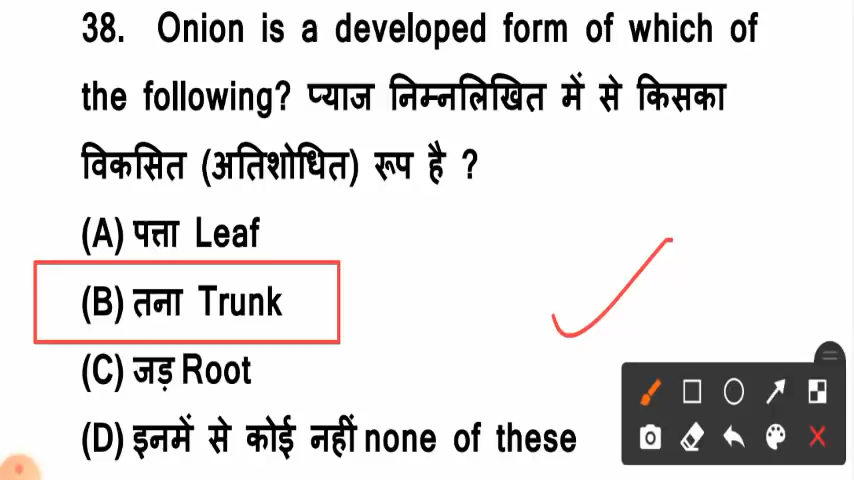 38. Onion is a developed form of which of
the following? प्याज निम्नलिखित में से किसका
विकसित (अतिशोधित) रूप है ?
(A) पत्ता Leaf
(B) तना Trunk
(C) जड़ Root
(D) इनमें से कोई नहीं none of these